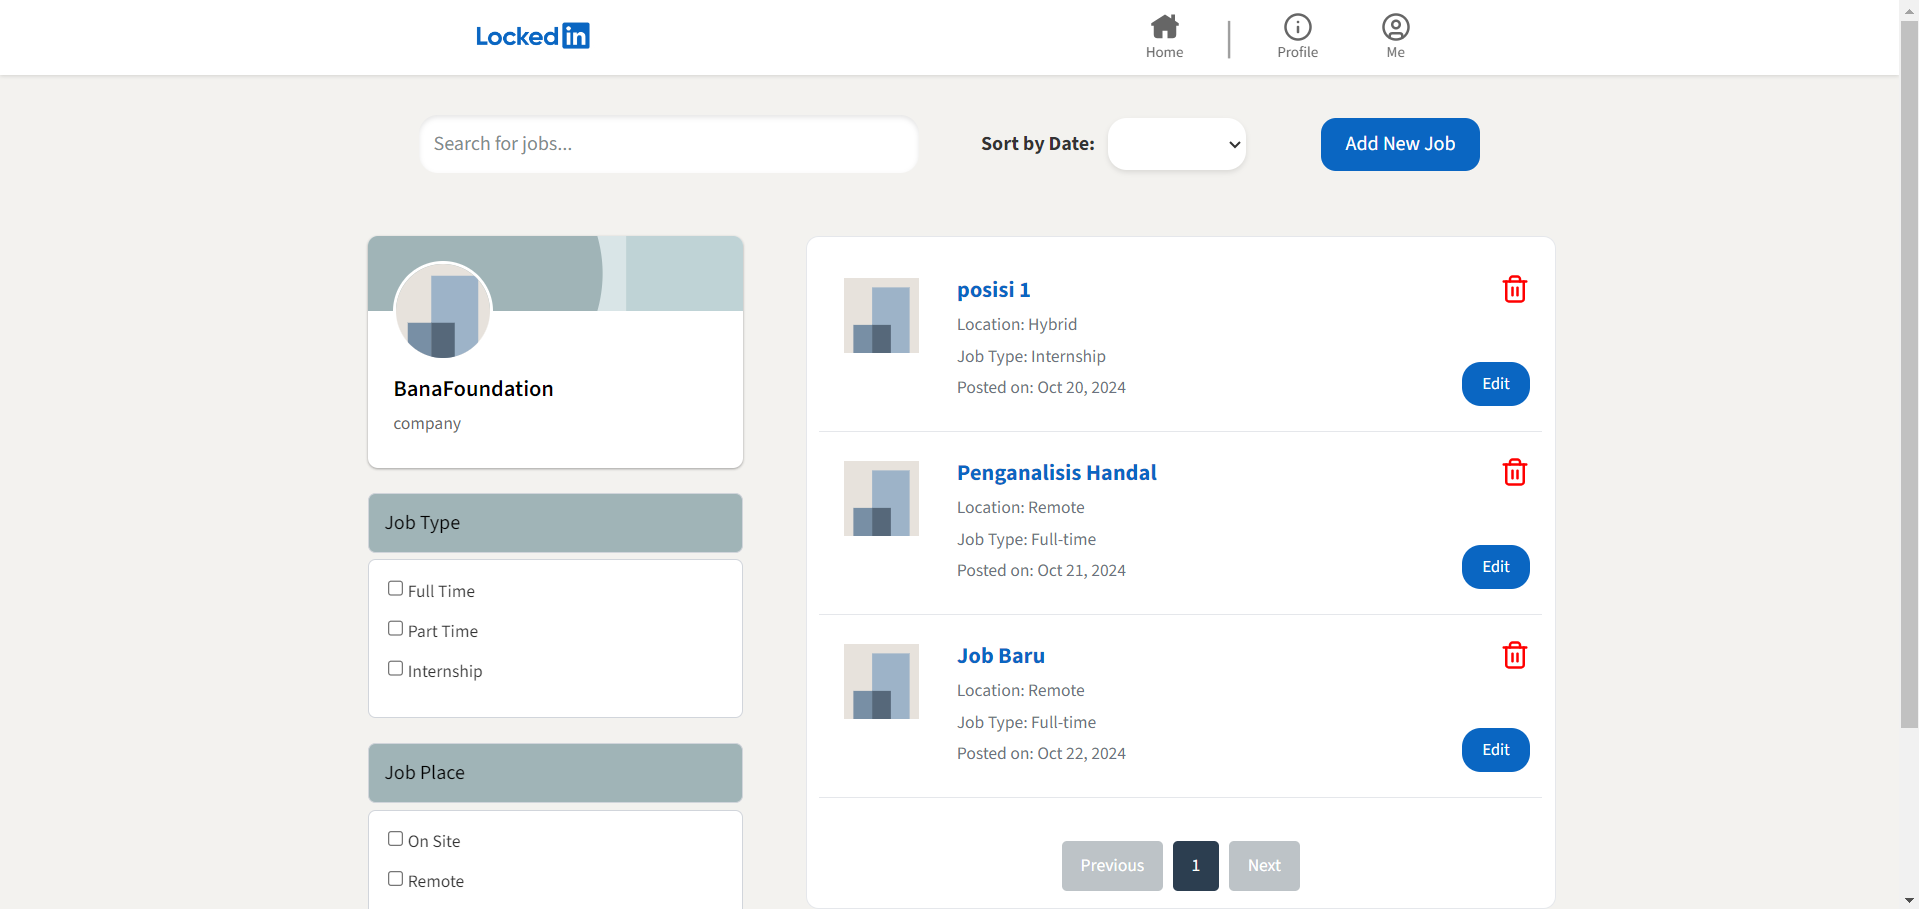 Lockedin
Home
Profile
Me
Search for jobs...
Sort by Date:
Add New Job
BanaFoundation
company
Job Type
Full Time
Part Time
Internship
Job Place
On Site
Remote
posisi 1
Location: Hybrid
Job Type: Internship
Posted on: Oct 20, 2024
Edit
Penganalisis Handal
Location: Remote
Job Type: Full-time
Posted on: Oct 21, 2024
Edit
Job Baru
Location: Remote
Job Type: Full-time
Posted on: Oct 22, 2024
Edit
Previous 1 Next